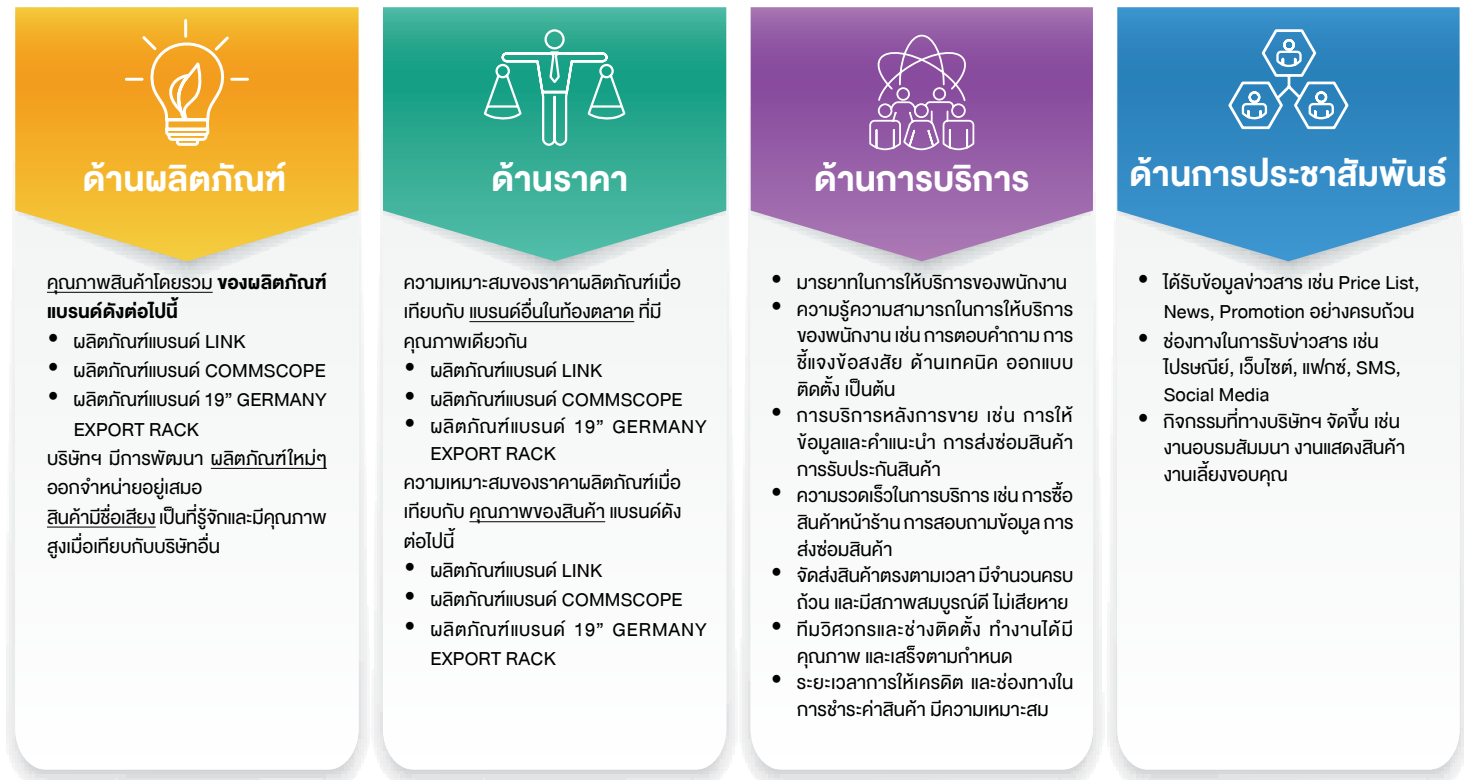 ด้านผลิตภัณฑ์
คุณภาพสินค้าโดยรวม ของผลิตภัณฑ์
แบรนด์ดังต่อไปนี้
• ผลิตภัณฑ์แบรนด์ LINK
• ผลิตภัณฑ์แบรนด์ COMMSCOPE
• ผลิตภัณฑ์แบรนด์ 19” GERMANY
EXPORT RACK
บริษัทฯ มีการพัฒนา ผลิตภัณฑ์ใหม่ๆ
ออกจำหน่ายอยู่เสมอ
สินค้ามีชื่อเสียง เป็นที่รู้จักและมีคุณภาพ
สูงเมื่อเทียบกับบริษัทอื่น
ด้านราคา
ความเหมาะสมของราคาผลิตภัณฑ์เมื่อ
เทียบกับ แบรนด์อื่นในท้องตลาด ที่มี
คุณภาพเดียวกัน
• ผลิตภัณฑ์แบรนด์ LINK
• ผลิตภัณฑ์แบรนด์ COMMSCOPE
• ผลิตภัณฑ์แบรนด์ 19” GERMANY
EXPORT RACK
ความเหมาะสมของราคาผลิตภัณฑ์เมื่อ
เทียบกับ คุณภาพของสินค้า แบรนด์ดัง
ต่อไปนี้
• ผลิตภัณฑ์แบรนด์ LINK
• ผลิตภัณฑ์แบรนด์ COMMSCOPE
• ผลิตภัณฑ์แบรนด์ 19” GERMANY
EXPORT RACK
ด้านการบริการ
• มารยาทในการให้บริการของพนักงาน
• ความรู้ความสามารถในการให้บริการ
ของพนักงาน เช่น การตอบคำถาม การ
ชี้แจงข้อสงสัย ด้านเทคนิค ออกแบบ
ติดตั้ง เป็นต้น
• การบริการหลังการขาย เช่น การให้
ข้อมูลและคำแนะนำ การส่งซ่อมสินค้า
การรับประกันสินค้า
• ความรวดเร็วในการบริการ เช่น การซื้อ
สินค้าหน้าร้าน การสอบถามข้อมูล การ
ส่งซ่อมสินค้า
• จัดส่งสินค้าตรงตามเวลา มีจำนวนครบ
ถ้วน และมีสภาพสมบูรณ์ดี ไม่เสียหาย
• ทีมวิศวกรและช่างติดตั้ง ทำงานได้มี
คุณภาพ และเสร็จตามกำหนด
• ระยะเวลาการให้เครดิต และช่องทางใน
การชำระค่าสินค้า มีความเหมาะสม
ด้านการประชาสัมพันธ์
• ได้รับข้อมูลข่าวสาร เช่น Price List,
News, Promotion อย่างครบถ้วน
• ช่องทางในการรับข่าวสาร เช่น
ไปรษณีย์, เว็บไซต์, แฟกซ์, SMS,
Social Media
• กิจกรรมที่ทางบริษัทฯ จัดขึ้น เช่น
งานอบรมสัมมนา งานแสดงสินค้า
งานเลี้ยงขอบคุณ